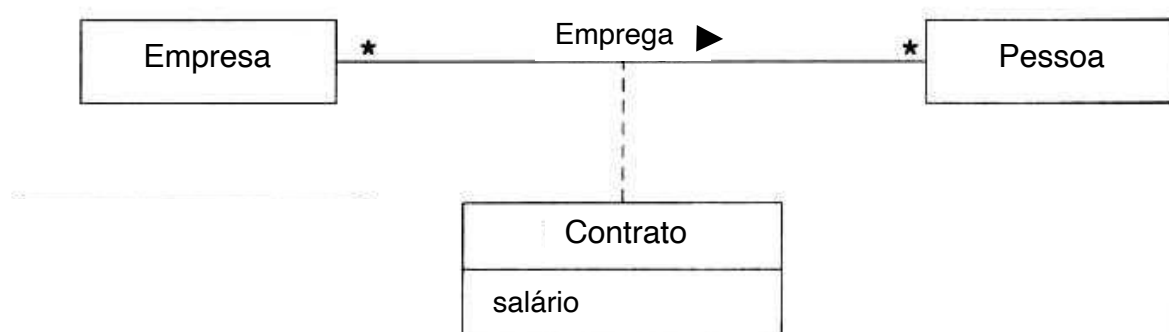 Empresa
*
Emprega ▶
*
Pessoa
Contrato
salário